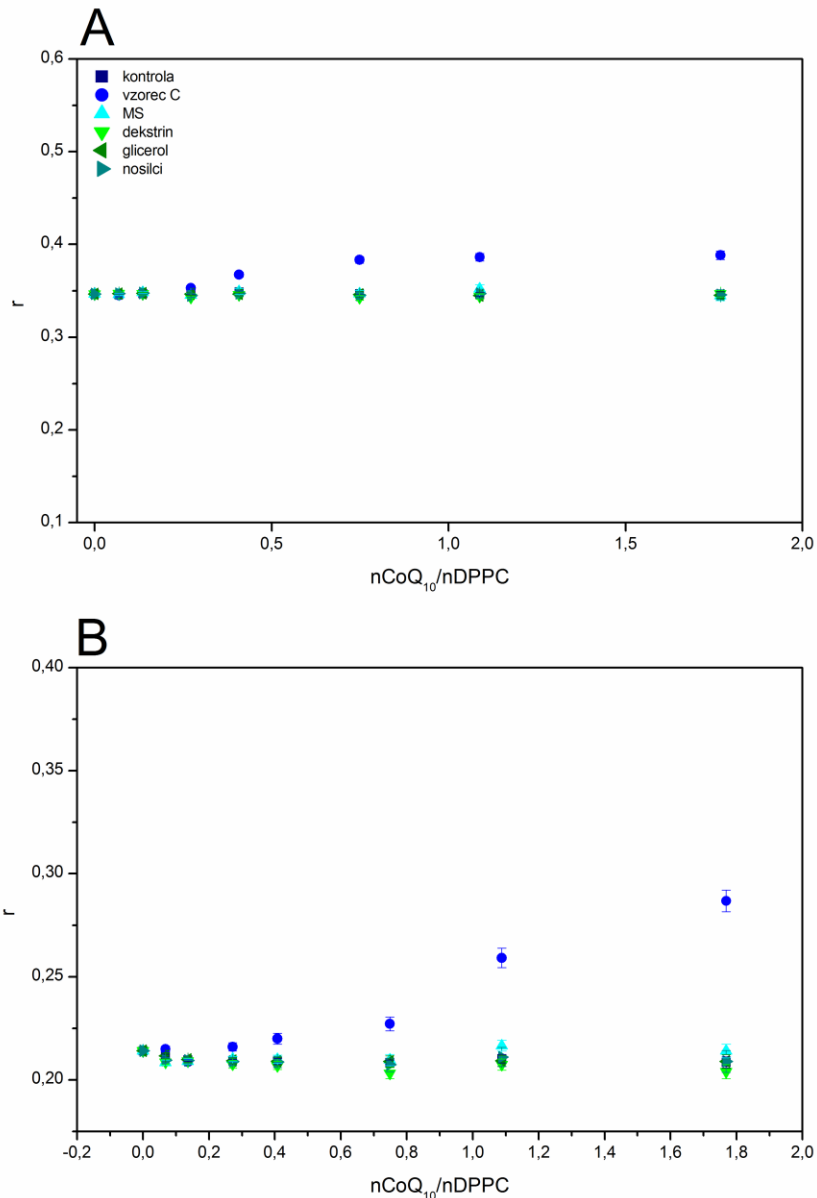 A
0,6
0,5
0,4
0,3
0,2
0,1
r
kontrola
vzorec C
MS
dekstrin
glicerol
nosilci
0,0 0,5 1,0 1,5 2,0
nCoQ₁₀/nDPPC
B
0,40
0,35
0,30
0,25
0,20
r
-0,2 0,0 0,2 0,4 0,6 0,8 1,0 1,2 1,4 1,6 1,8 2,0
nCoQ₁₀/nDPPC